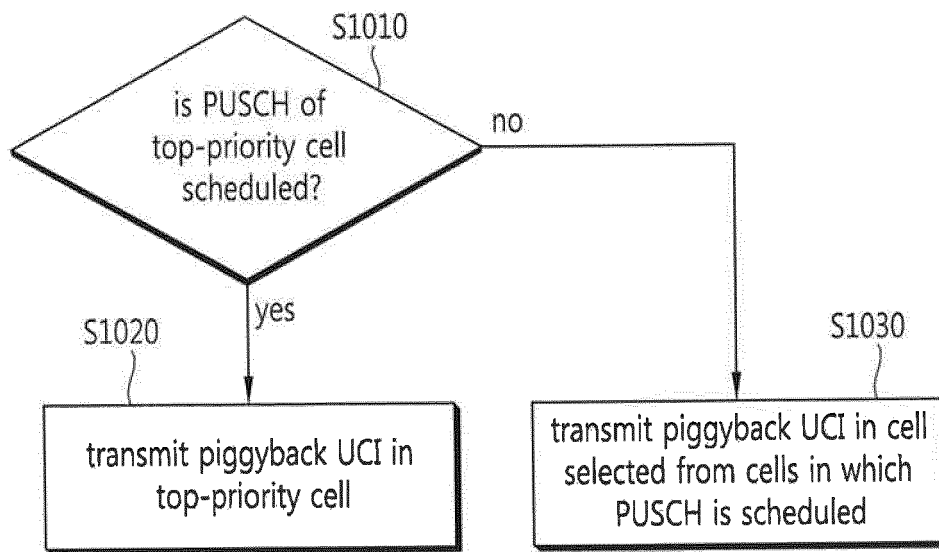 S1010
is PUSCH of
top-priority cell
scheduled?
no
yes
S1020
transmit piggyback UCI in
top-priority cell
S1030
transmit piggyback UCI in cell
selected from cells in which
PUSCH is scheduled